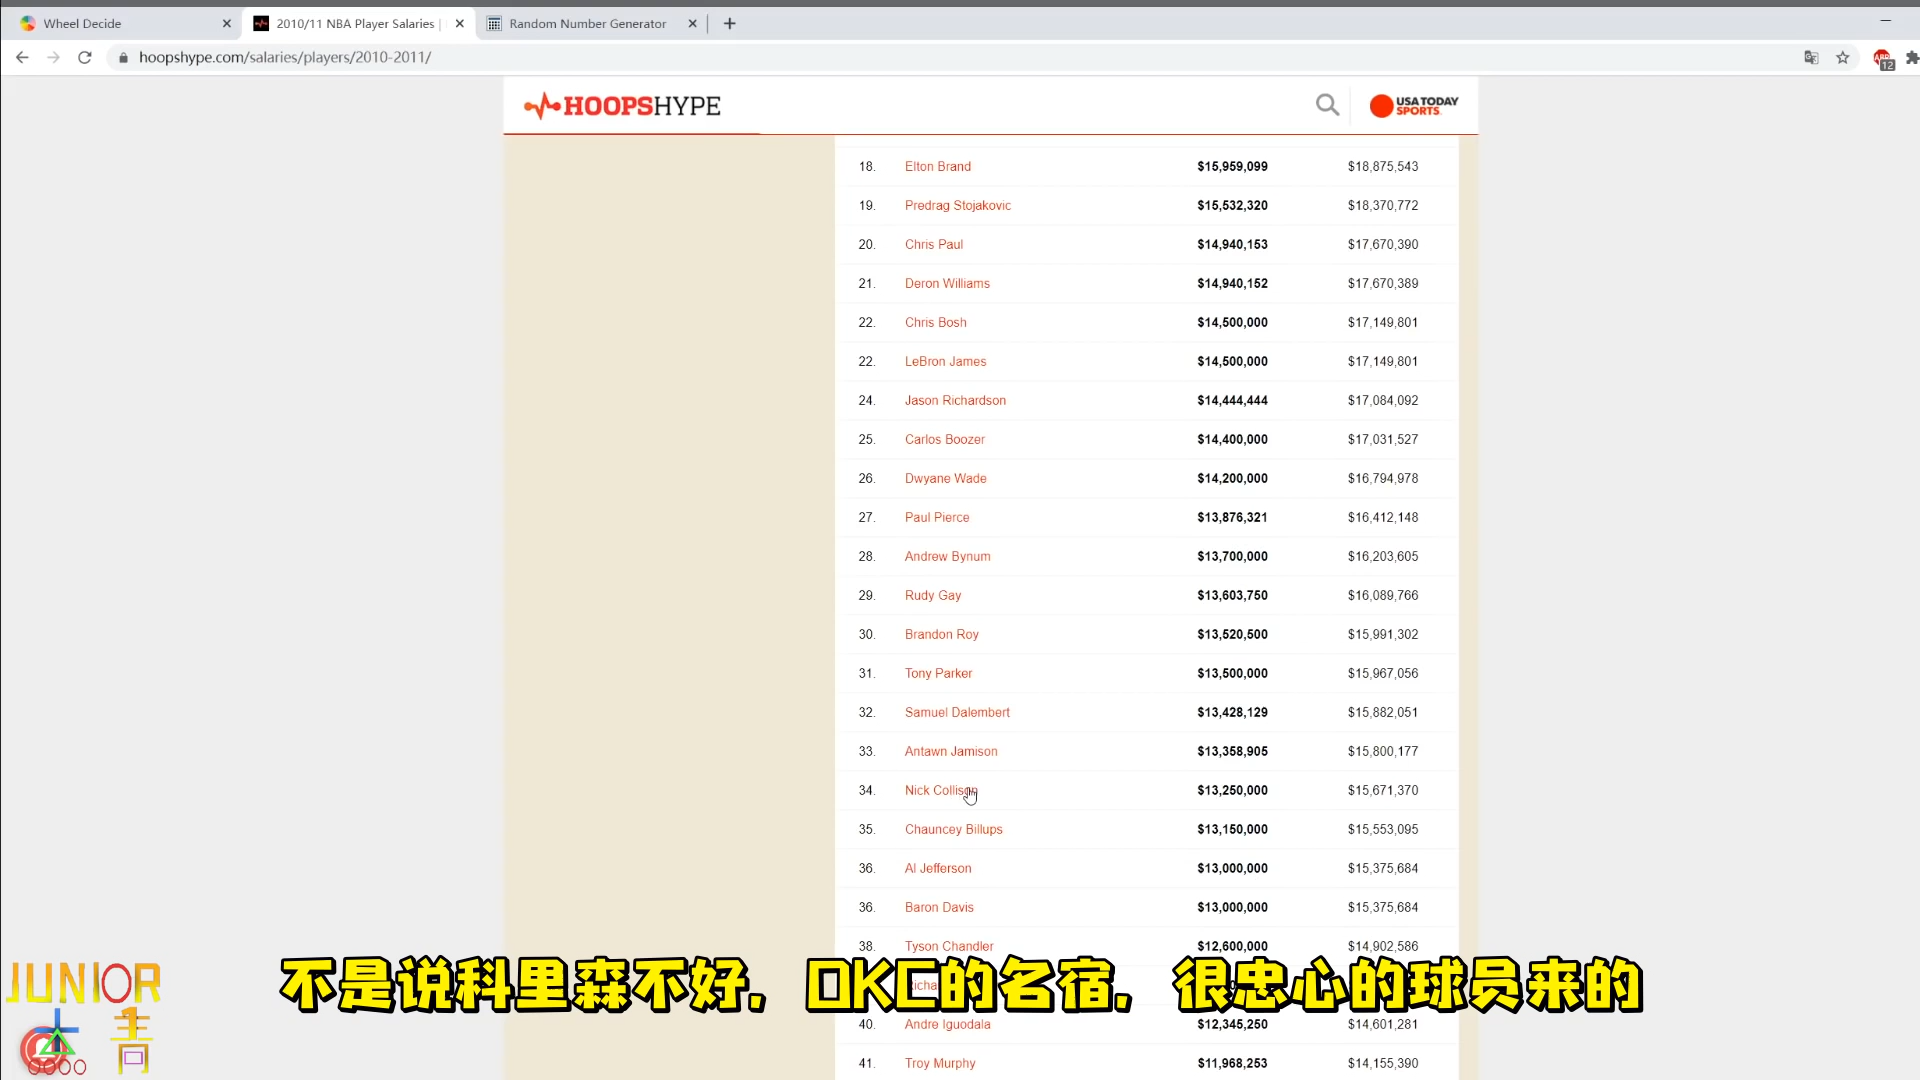 Wheel Decide
2010/11 NBA Player Salaries |
Random Number Generator
hoopshype.com/salaries/players/2010-2011/
ABP
12
HOOPSHYPE
USA TODAY
SPORTS
18. Elton Brand $15,959,099 $18,875,543
19. Predrag Stojakovic $15,532,320 $18,370,772
20. Chris Paul $14,940,153 $17,670,390
21. Deron Williams $14,940,152 $17,670,389
22. Chris Bosh $14,500,000 $17,149,801
22. LeBron James $14,500,000 $17,149,801
24. Jason Richardson $14,444,444 $17,084,092
25. Carlos Boozer $14,400,000 $17,031,527
26. Dwyane Wade $14,200,000 $16,794,978
27. Paul Pierce $13,876,321 $16,412,148
28. Andrew Bynum $13,700,000 $16,203,605
29. Rudy Gay $13,603,750 $16,089,766
30. Brandon Roy $13,520,500 $15,991,302
31. Tony Parker $13,500,000 $15,967,056
32. Samuel Dalembert $13,428,129 $15,882,051
33. Antawn Jamison $13,358,905 $15,800,177
34. Nick Collison $13,250,000 $15,671,370
35. Chauncey Billups $13,150,000 $15,553,095
36. Al Jefferson $13,000,000 $15,375,684
36. Baron Davis $13,000,000 $15,375,684
38. Tyson Chandler $12,600,000 $14,902,586
不是说科里森不好，OKC的名宿，很忠心的球员来的
40. Andre Iguodala $12,345,250 $14,601,281
41. Troy Murphy $11,968,253 $14,155,390
JUNIOR